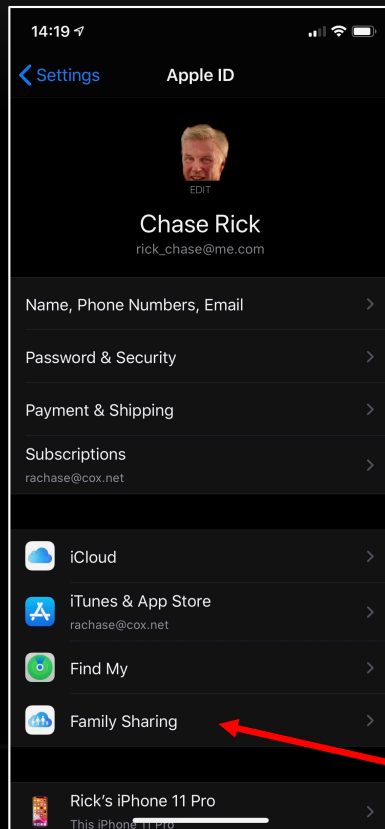 14:19
Settings
Apple ID
EDIT
Chase Rick
rick_chase@me.com
Name, Phone Numbers, Email
Password & Security
Payment & Shipping
Subscriptions
rachase@cox.net
iCloud
iTunes & App Store
rachase@cox.net
Find My
Family Sharing
Rick's iPhone 11 Pro
This iPhone 11 Pro